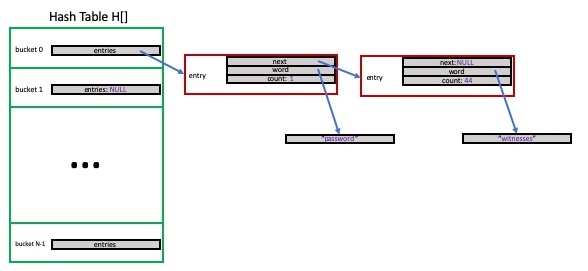 Hash Table H[]
bucket 0
entries
entry
next
word
count: 1
entry
next:NULL
word
count: 44
bucket 1
entries: NULL
"password"
"witnesses"
...
bucket N-1
entries